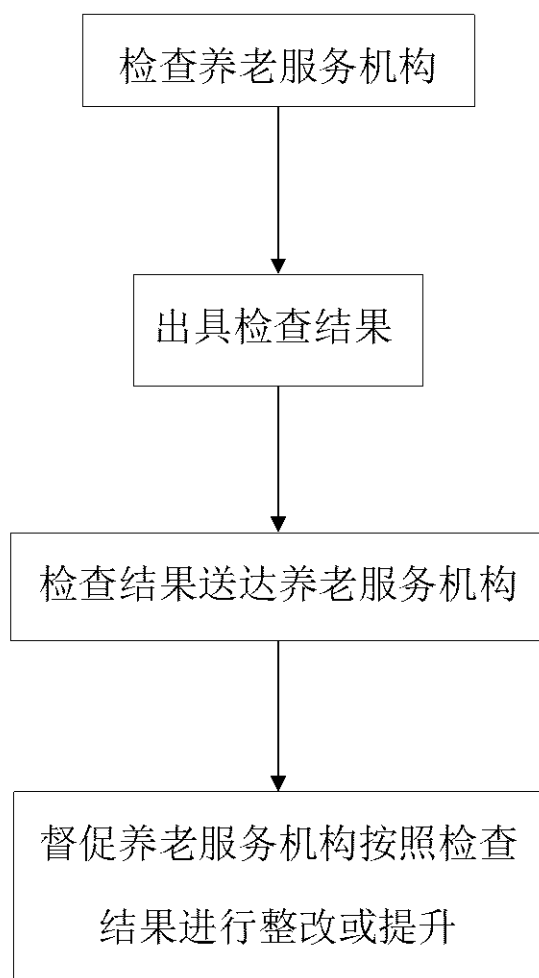 检查养老服务机构
出具检查结果
检查结果送达养老服务机构
督促养老服务机构按照检查
结果进行整改或提升